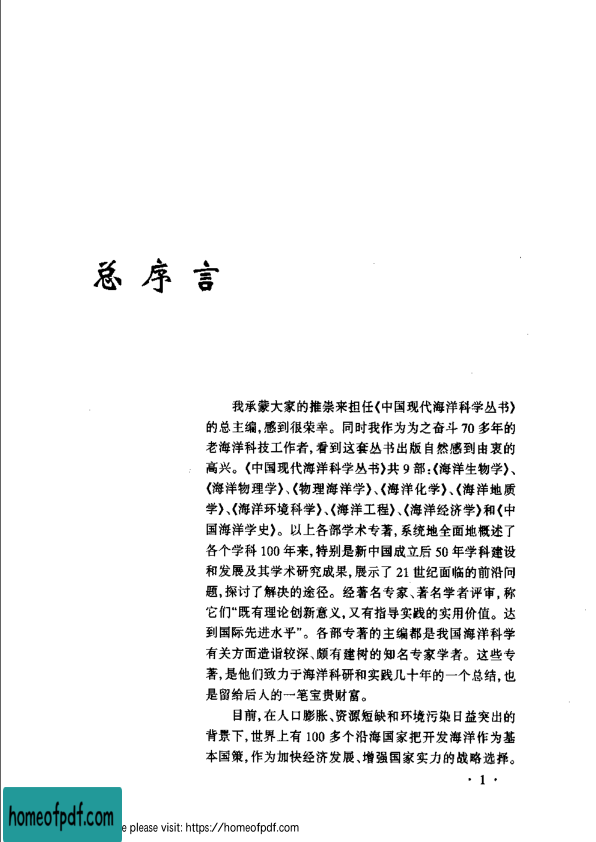 总序言
我承蒙大家的推崇来担任《中国现代海洋科学丛书》
的总主编,感到很荣幸。同时我作为为之奋斗 70 多年的
老海洋科技工作者,看到这套丛书出版自然感到由衷的
高兴。《中国现代海洋科学丛书》共 9 部:《海洋生物学》、
《海洋物理学》、《物理海洋学》、《海洋化学》、《海洋地质
学》、《海洋环境科学》、《海洋工程》、《海洋经济学》和《中
国海洋学史》。以上各部学术专著,系统地全面地概述了
各个学科 100 年来,特别是新中国成立后 50 年学科建设
和发展及其学术研究成果,展示了 21 世纪面临的前沿问
题,探讨了解决的途径。经著名专家、著名学者评审,称
它们“既有理论创新意义,又有指导实践的实用价值。达
到国际先进水平”。各部专著的主编都是我国海洋科学
有关方面造诣较深、颇有建树的知名专家学者。这些专
著,是他们致力于海洋科研和实践几十年的一个总结,也
是留给后人的一笔宝贵财富。
目前,在人口膨胀、资源短缺和环境污染日益突出的
背景下,世界上有 100 多个沿海国家把开发海洋作为基
本国策,作为加快经济发展、增强国家实力的战略选择。
· 1 ·
homeofpdf.com
e please visit: https://homeofpdf.com